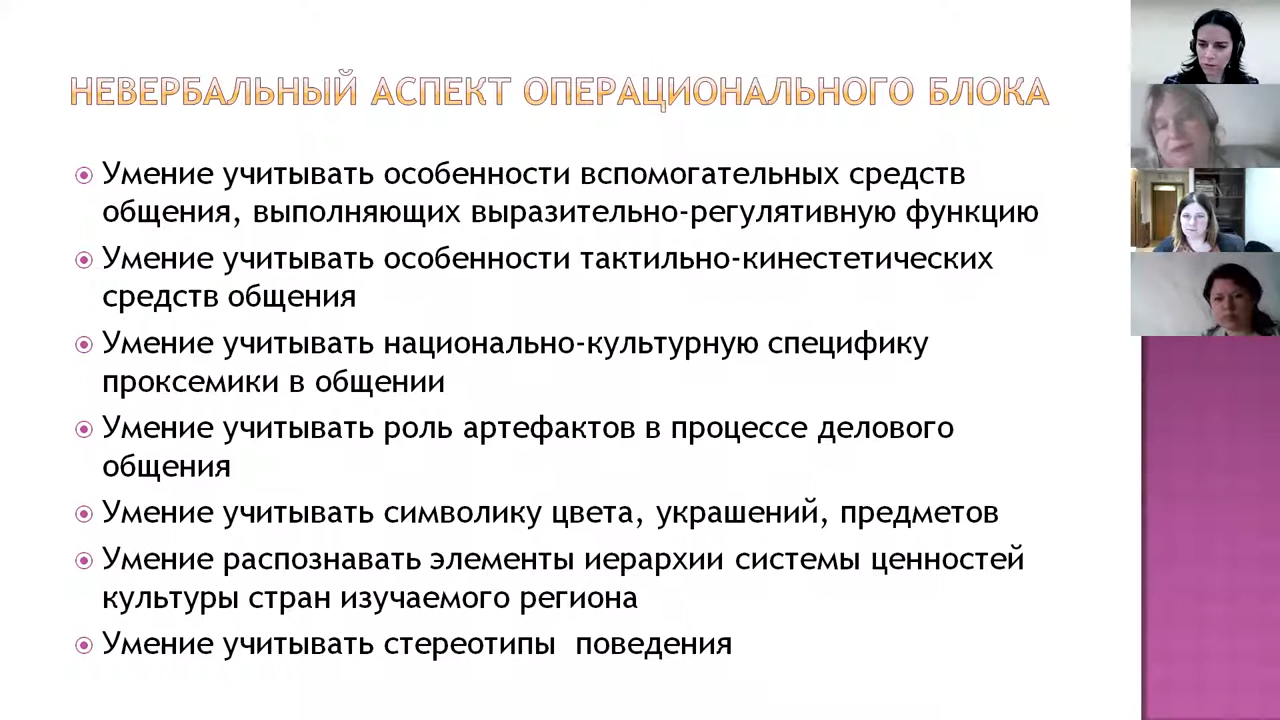 НЕВЕРБАЛЬНЫЙ АСПЕКТ ОПЕРАЦИОНАЛЬНОГО БЛОКА
Умение учитывать особенности вспомогательных средств
общения, выполняющих выразительно-регулятивную функцию
Умение учитывать особенности тактильно-кинестетических
средств общения
Умение учитывать национально-культурную специфику
проксемики в общении
Умение учитывать роль артефактов в процессе делового
общения
Умение учитывать символику цвета, украшений, предметов
Умение распознавать элементы иерархии системы ценностей
культуры стран изучаемого региона
Умение учитывать стереотипы  поведения